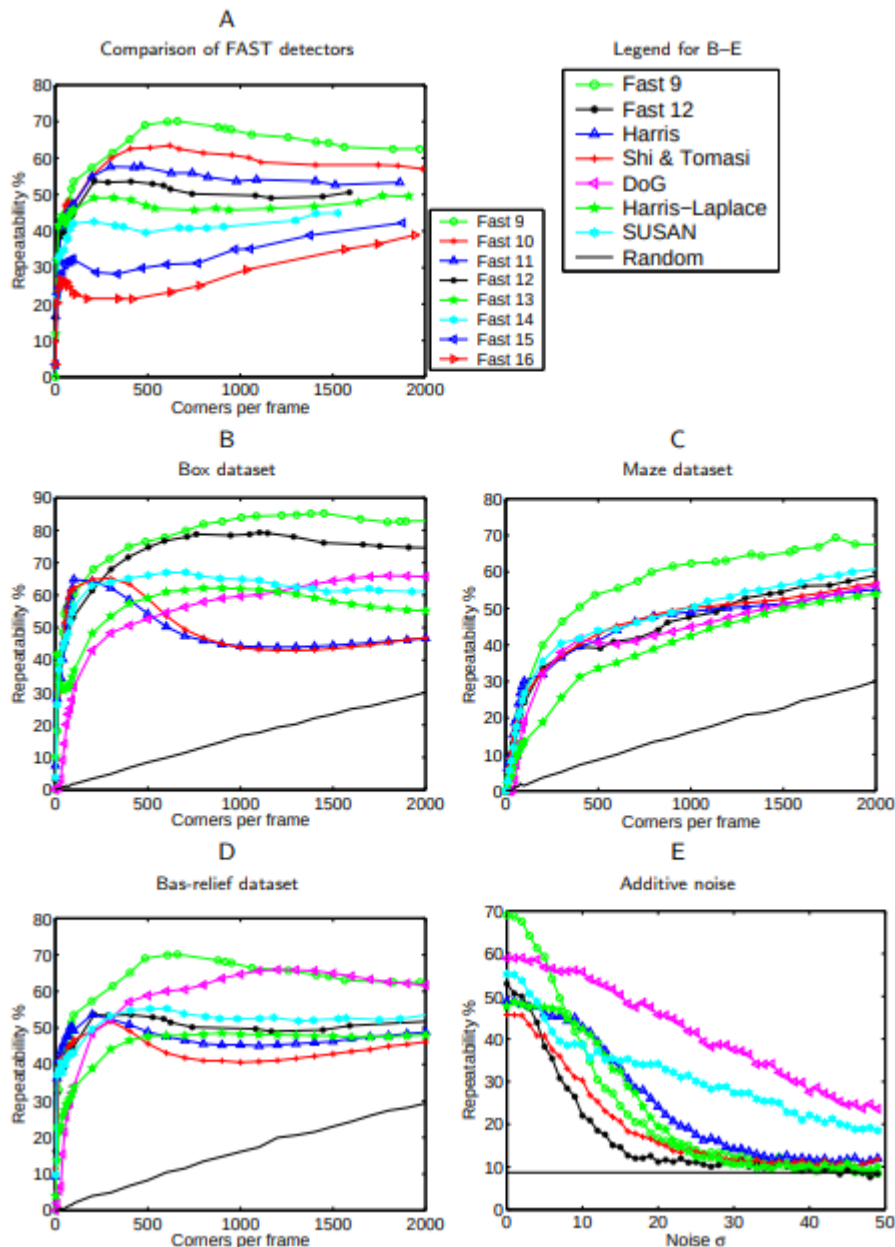 A
Comparison of FAST detectors
80
70
60
50
40
30
20
10
0
Repeatability %
0 500 1000 1500 2000
Corners per frame
Fast 9
Fast 10
Fast 11
Fast 12
Fast 13
Fast 14
Fast 15
Fast 16
Legend for B–E
Fast 9
Fast 12
Harris
Shi & Tomasi
DoG
Harris–Laplace
SUSAN
Random
B
Box dataset
90
80
70
60
50
40
30
20
10
0
Repeatability %
0 500 1000 1500 2000
Corners per frame
C
Maze dataset
80
70
60
50
40
30
20
10
0
Repeatability %
0 500 1000 1500 2000
Corners per frame
D
Bas-relief dataset
80
70
60
50
40
30
20
10
0
Repeatability %
0 500 1000 1500 2000
Corners per frame
E
Additive noise
70
60
50
40
30
20
10
0
Repeatability %
0 10 20 30 40 50
Noise σ